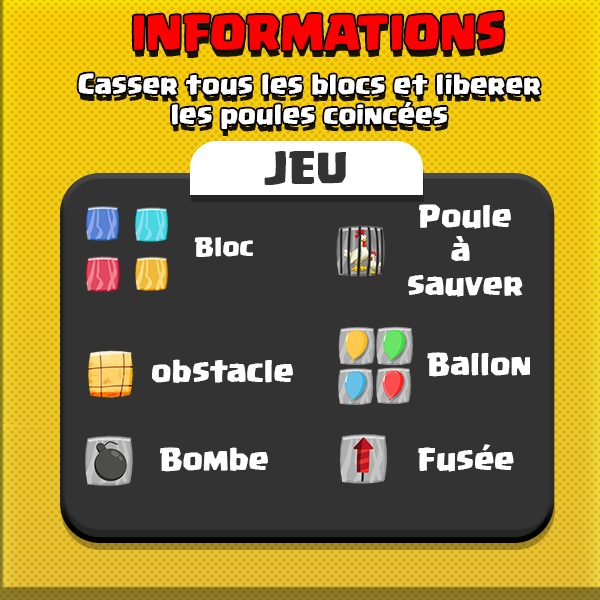 INFORMATIONS
Casser tous les blocs et liberer
les poules coincées
JEU
Bloc
Poule
à
sauver
obstacle
Ballon
Bombe
Fusée